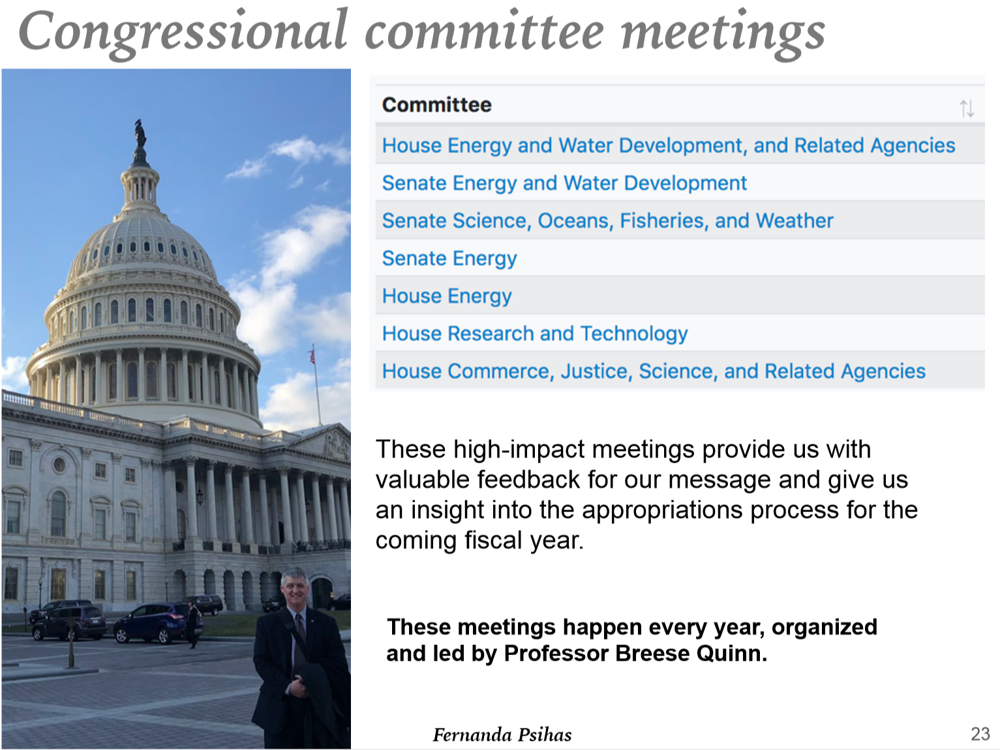 Congressional committee meetings
Committee
House Energy and Water Development, and Related Agencies
Senate Energy and Water Development
Senate Science, Oceans, Fisheries, and Weather
Senate Energy
House Energy
House Research and Technology
House Commerce, Justice, Science, and Related Agencies
These high-impact meetings provide us with
valuable feedback for our message and give us
an insight into the appropriations process for the
coming fiscal year.
These meetings happen every year, organized
and led by Professor Breese Quinn.
Fernanda Psihas
23